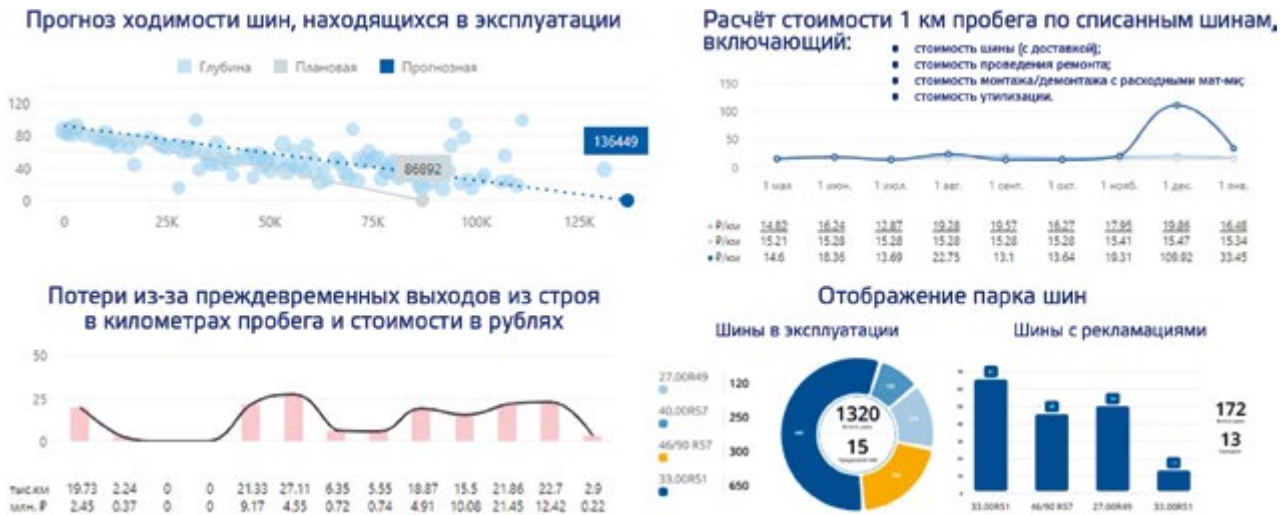 Прогноз ходимости шин, находящихся в эксплуатации
Глубина Плановая Прогнозная
120
80
40
0
136449
86892
0 25K 50K 75K 100K 125K
Расчёт стоимости 1 км пробега по списанным шинам,
включающий:
• стоимость шины (с доставкой);
• стоимость проведения ремонта;
• стоимость монтажа/демонтажа с расходными мат-ми;
• стоимость утилизации.
150
100
50
0
1 мая 1 июн. 1 июл. 1 авг. 1 сент. 1 окт. 1 нояб. 1 дек. 1 янв.
₽/км 14.82 16.24 12.87 19.28 19.57 16.27 17.95 19.86 16.48
₽/км 15.21 15.28 15.28 15.28 15.28 15.28 15.41 15.47 15.34
₽/км 14.6 18.36 13.69 22.75 13.1 13.64 19.31 109.92 33.45
Потери из-за преждевременных выходов из строя
в километрах пробега и стоимости в рублях
50
25
0
тыс.км 19.73 2.24 0 0 21.33 27.11 6.35 5.55 18.87 15.5 21.86 22.7 2.9
млн. ₽ 2.45 0.37 0 0 9.17 4.55 0.72 0.74 4.91 10.08 21.45 12.42 0.22
Отображение парка шин
Шины в эксплуатации
27.00R49 120
40.00R57 250
46/90 R57 300
33.00R51 650
1320
15
Шины с рекламациями
33.00R51 46/90 R57 27.00R49 33.00R51
172
13